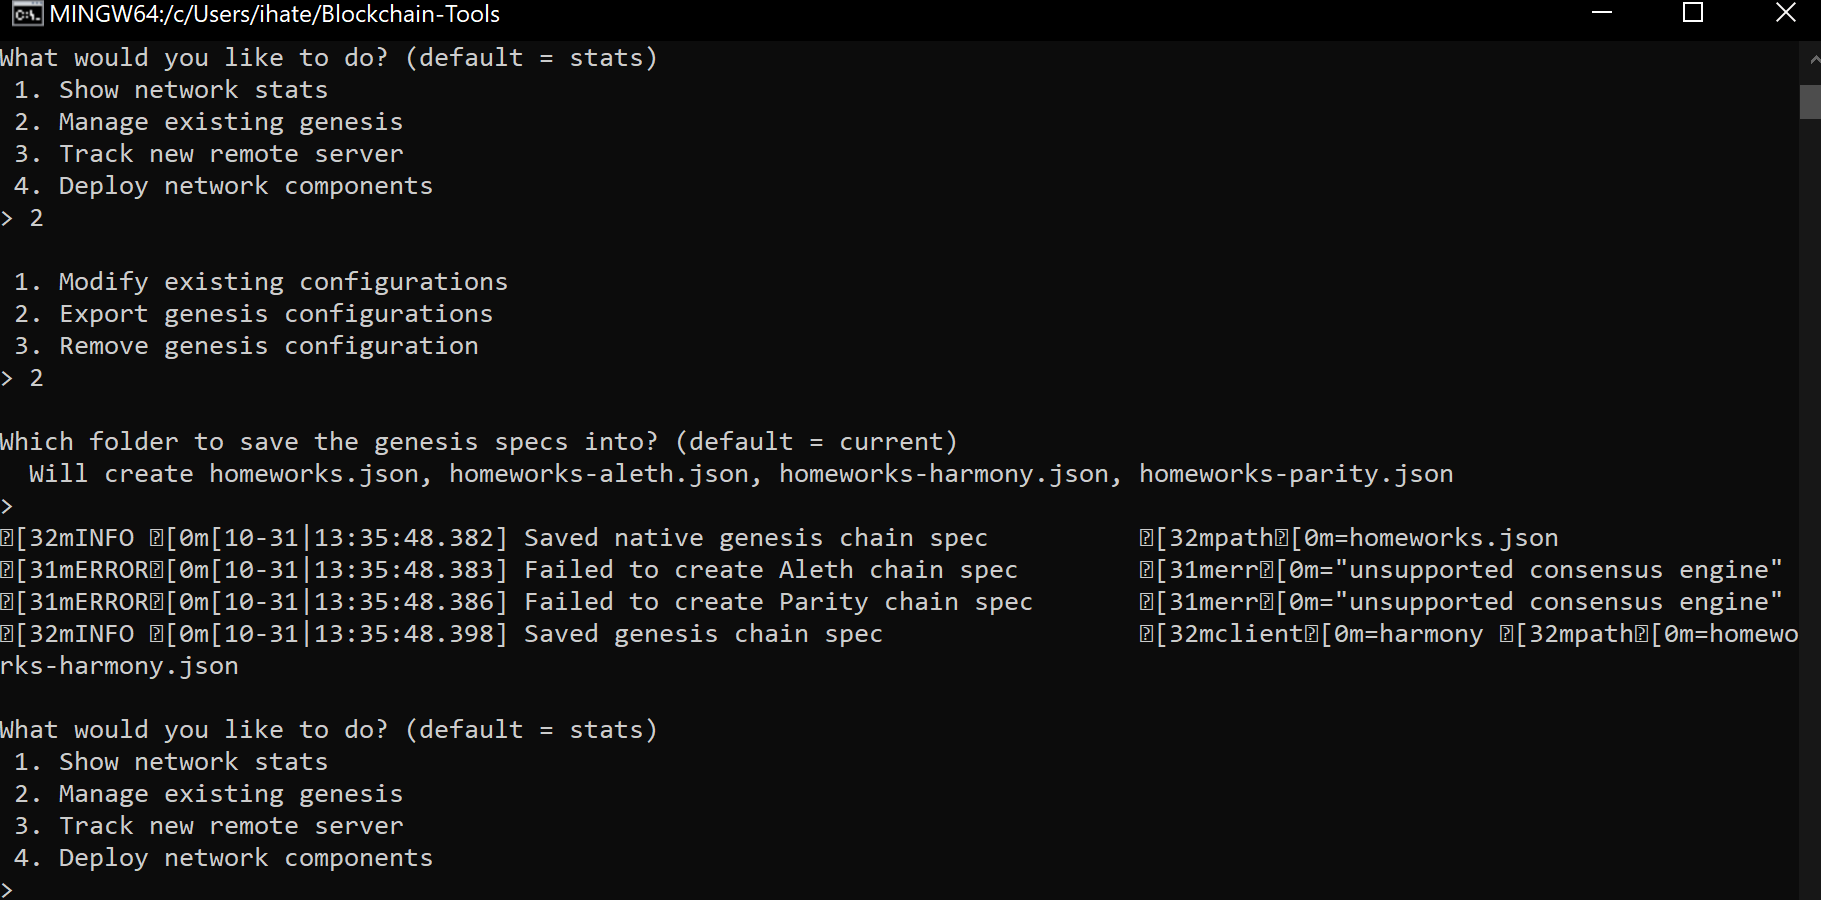 MINGW64:/c/Users/ihate/Blockchain-Tools
What would you like to do? (default = stats)
1. Show network stats
2. Manage existing genesis
3. Track new remote server
4. Deploy network components
> 2
1. Modify existing configurations
2. Export genesis configurations
3. Remove genesis configuration
> 2
Which folder to save the genesis specs into? (default = current)
Will create homeworks.json, homeworks-aleth.json, homeworks-harmony.json, homeworks-parity.json
>
⍰[32mINFO ⍰[0m[10-31|13:35:48.382] Saved native genesis chain spec ⍰[32mpath⍰[0m=homeworks.json
⍰[31mERROR⍰[0m[10-31|13:35:48.383] Failed to create Aleth chain spec ⍰[31merr⍰[0m="unsupported consensus engine"
⍰[31mERROR⍰[0m[10-31|13:35:48.386] Failed to create Parity chain spec ⍰[31merr⍰[0m="unsupported consensus engine"
⍰[32mINFO ⍰[0m[10-31|13:35:48.398] Saved genesis chain spec ⍰[32mclient⍰[0m=harmony ⍰[32mpath⍰[0m=homewo
rks-harmony.json
What would you like to do? (default = stats)
1. Show network stats
2. Manage existing genesis
3. Track new remote server
4. Deploy network components
>